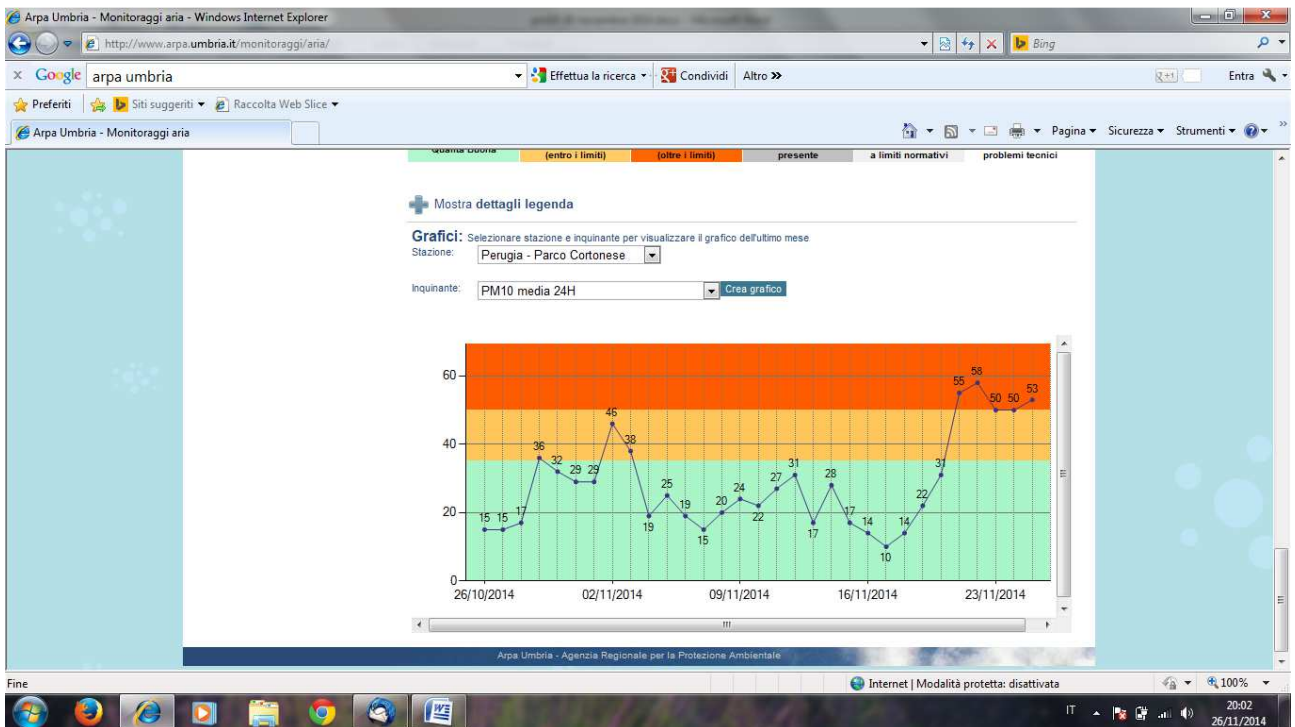 Arpa Umbria - Monitoraggi aria - Windows Internet Explorer
http://www.arpa.umbria.it/monitoraggi/aria/
Bing
x Google arpa umbria Effettua la ricerca Condividi Altro >> +1 Entra
Preferiti Siti suggeriti Raccolta Web Slice
Arpa Umbria - Monitoraggi aria Pagina Sicurezza Strumenti
Qualità Buona (entro i limiti) (oltre i limiti) presente a limiti normativi problemi tecnici
Mostra dettagli legenda
Grafici: Selezionare stazione e inquinante per visualizzare il grafico dell'ultimo mese
Stazione: Perugia - Parco Cortonese
Inquinante: PM10 media 24H Crea grafico
60
40
20
0
15 15 17 36 32 29 29 46 38 19 25 19 15 20 24 22 27 31 17 28 17 14 10 14 22 31 55 58 50 50 53
26/10/2014 02/11/2014 09/11/2014 16/11/2014 23/11/2014
Arpa Umbria - Agenzia Regionale per la Protezione Ambientale
Fine Internet | Modalità protetta: disattivata 100%
IT 20:02
26/11/2014